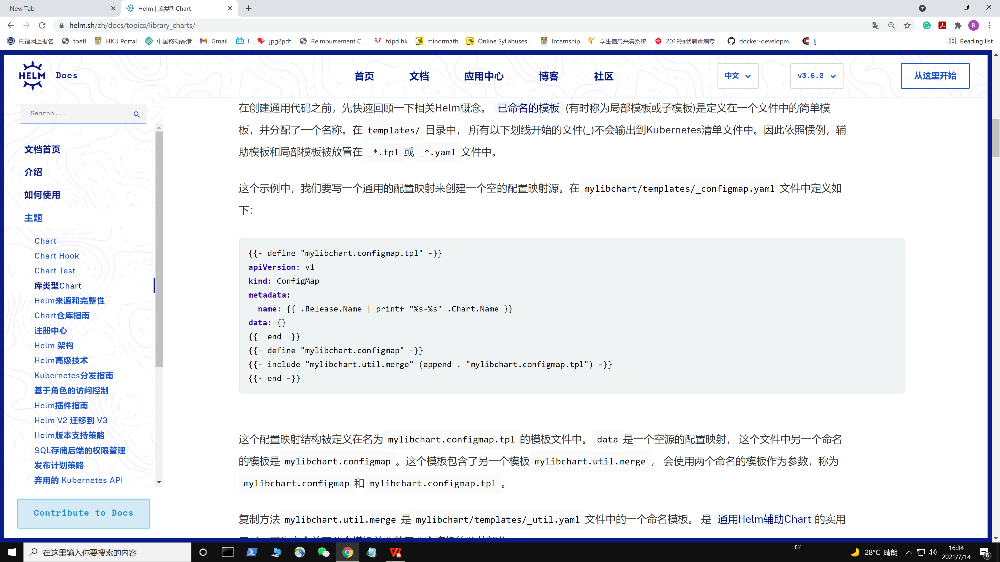 New Tab
Helm | 库类型Chart
helm.sh/zh/docs/topics/library_charts/
R
托福网上报名 toefl HKU Portal 中国移动香港 Gmail l jpg2pdf Reimbursement C... fdpd hk minormath Online Syllabuses... Internship 学生信息采集系统 2019冠状病毒病专... docker-developm... lj Reading list
HELM Docs 首页 文档 应用中心 博客 社区 中文 v3.6.2 从这里开始
Search...
文档首页
介绍
如何使用
主题
Chart
Chart Hook
Chart Test
库类型Chart
Helm来源和完整性
Chart仓库指南
注册中心
Helm 架构
Helm高级技术
Kubernetes分发指南
基于角色的访问控制
Helm插件指南
Helm V2 迁移到 V3
Helm版本支持策略
SQL存储后端的权限管理
发布计划策略
弃用的 Kubernetes API
Contribute to Docs
在创建通用代码之前，先快速回顾一下相关Helm概念。 已命名的模板 (有时称为局部模板或子模板)是定义在一个文件中的简单模
板，并分配了一个名称。在 templates/ 目录中， 所有以下划线开始的文件(_)不会输出到Kubernetes清单文件中。因此依照惯例，辅
助模板和局部模板被放置在 _*.tpl 或 _*.yaml 文件中。
这个示例中，我们要写一个通用的配置映射来创建一个空的配置映射源。在 mylibchart/templates/_configmap.yaml 文件中定义如
下：
{{- define "mylibchart.configmap.tpl" -}}
apiVersion: v1
kind: ConfigMap
metadata:
  name: {{ .Release.Name | printf "%s-%s" .Chart.Name }}
data: {}
{{- end -}}
{{- define "mylibchart.configmap" -}}
{{- include "mylibchart.util.merge" (append . "mylibchart.configmap.tpl") -}}
{{- end -}}
这个配置映射结构被定义在名为 mylibchart.configmap.tpl 的模板文件中。 data 是一个空源的配置映射， 这个文件中另一个命名
的模板是 mylibchart.configmap 。这个模板包含了另一个模板 mylibchart.util.merge ， 会使用两个命名的模板作为参数，称为
mylibchart.configmap 和 mylibchart.configmap.tpl 。
复制方法 mylibchart.util.merge 是 mylibchart/templates/_util.yaml 文件中的一个命名模板。 是 通用Helm辅助Chart 的实用
在这里输入你要搜索的内容
EN
28°C 晴朗
16:34
2021/7/14
6